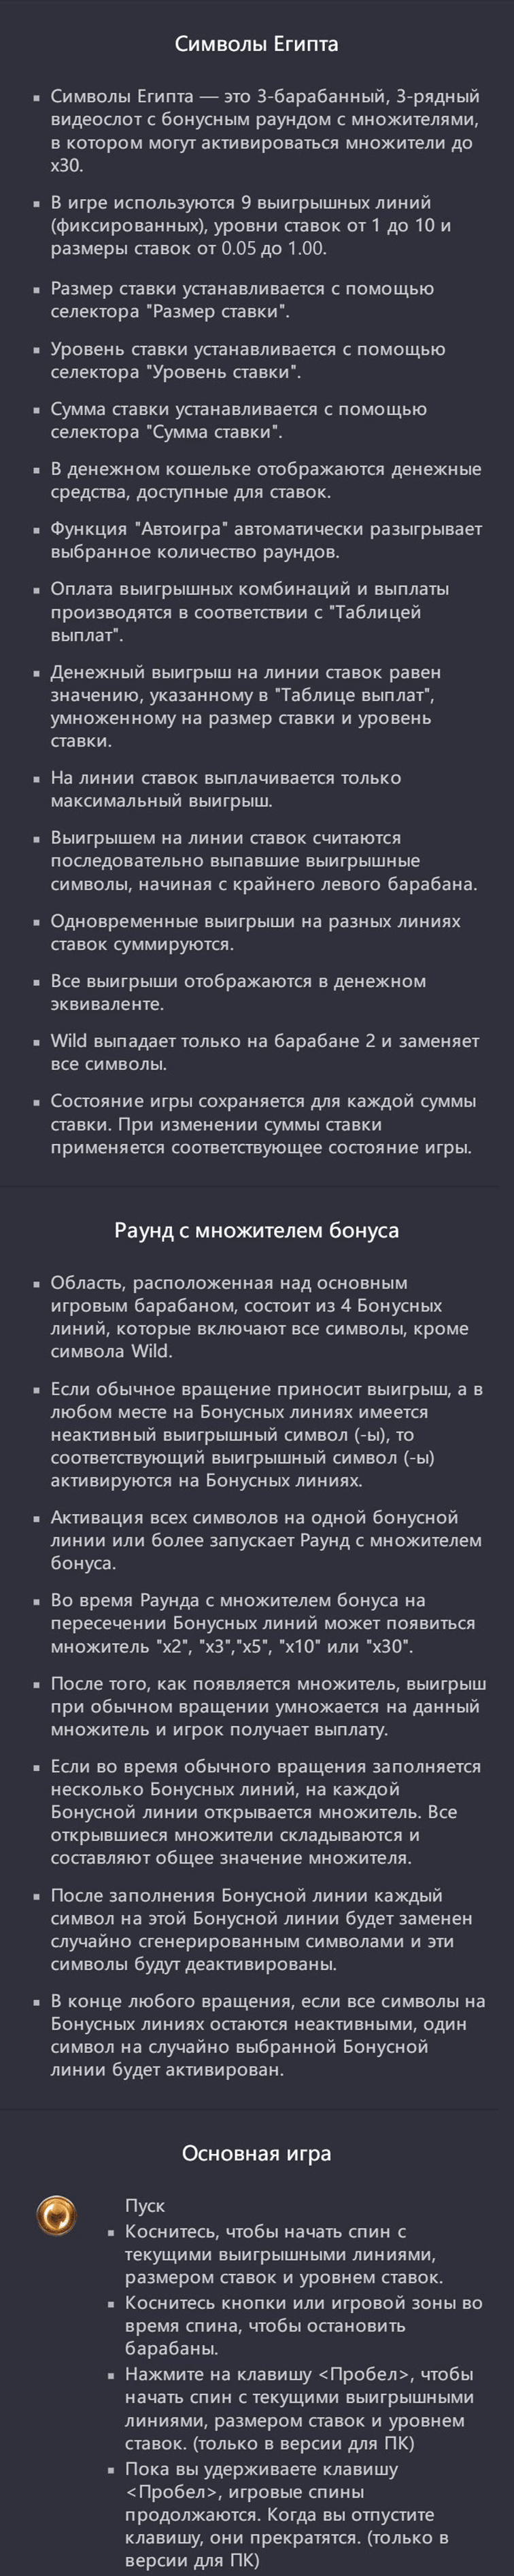 Символы Египта
Символы Египта — это 3-барабанный, 3-рядный
видеослот с бонусным раундом с множителями,
в котором могут активироваться множители до
x30.
В игре используются 9 выигрышных линий
(фиксированных), уровни ставок от 1 до 10 и
размеры ставок от 0.05 до 1.00.
Размер ставки устанавливается с помощью
селектора "Размер ставки".
Уровень ставки устанавливается с помощью
селектора "Уровень ставки".
Сумма ставки устанавливается с помощью
селектора "Сумма ставки".
В денежном кошельке отображаются денежные
средства, доступные для ставок.
Функция "Автоигра" автоматически разыгрывает
выбранное количество раундов.
Оплата выигрышных комбинаций и выплаты
производятся в соответствии с "Таблицей
выплат".
Денежный выигрыш на линии ставок равен
значению, указанному в "Таблице выплат",
умноженному на размер ставки и уровень
ставки.
На линии ставок выплачивается только
максимальный выигрыш.
Выигрышем на линии ставок считаются
последовательно выпавшие выигрышные
символы, начиная с крайнего левого барабана.
Одновременные выигрыши на разных линиях
ставок суммируются.
Все выигрыши отображаются в денежном
эквиваленте.
Wild выпадает только на барабане 2 и заменяет
все символы.
Состояние игры сохраняется для каждой суммы
ставки. При изменении суммы ставки
применяется соответствующее состояние игры.
Раунд с множителем бонуса
Область, расположенная над основным
игровым барабаном, состоит из 4 Бонусных
линий, которые включают все символы, кроме
символа Wild.
Если обычное вращение приносит выигрыш, а в
любом месте на Бонусных линиях имеется
неактивный выигрышный символ (-ы), то
соответствующий выигрышный символ (-ы)
активируются на Бонусных линиях.
Активация всех символов на одной бонусной
линии или более запускает Раунд с множителем
бонуса.
Во время Раунда с множителем бонуса на
пересечении Бонусных линий может появиться
множитель "x2", "x3","x5", "x10" или "x30".
После того, как появляется множитель, выигрыш
при обычном вращении умножается на данный
множитель и игрок получает выплату.
Если во время обычного вращения заполняется
несколько Бонусных линий, на каждой
Бонусной линии открывается множитель. Все
открывшиеся множители складываются и
составляют общее значение множителя.
После заполнения Бонусной линии каждый
символ на этой Бонусной линии будет заменен
случайно сгенерированным символами и эти
символы будут деактивированы.
В конце любого вращения, если все символы на
Бонусных линиях остаются неактивными, один
символ на случайно выбранной Бонусной
линии будет активирован.
Основная игра
Пуск
Коснитесь, чтобы начать спин с
текущими выигрышными линиями,
размером ставок и уровнем ставок.
Коснитесь кнопки или игровой зоны во
время спина, чтобы остановить
барабаны.
Нажмите на клавишу <Пробел>, чтобы
начать спин с текущими выигрышными
линиями, размером ставок и уровнем
ставок. (только в версии для ПК)
Пока вы удерживаете клавишу
<Пробел>, игровые спины
продолжаются. Когда вы отпустите
клавишу, они прекратятся. (только в
версии для ПК)